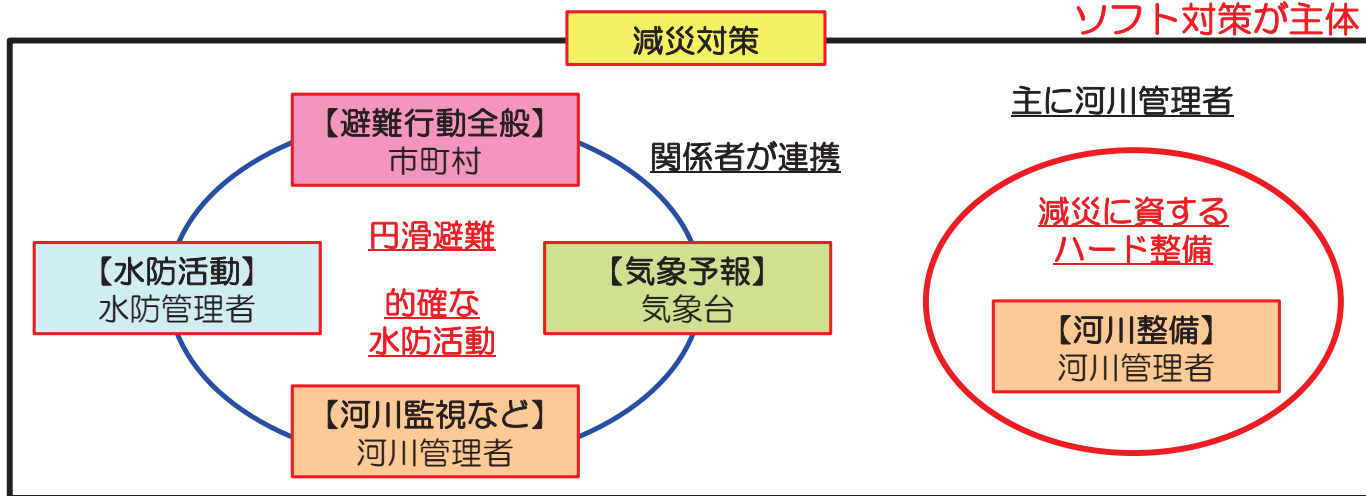 ソフト対策が主体
減災対策
主に河川管理者
【避難行動全般】
市町村
関係者が連携
円滑避難
【水防活動】
水防管理者
【気象予報】
気象台
的確な
水防活動
【河川監視など】
河川管理者
減災に資する
ハード整備
【河川整備】
河川管理者